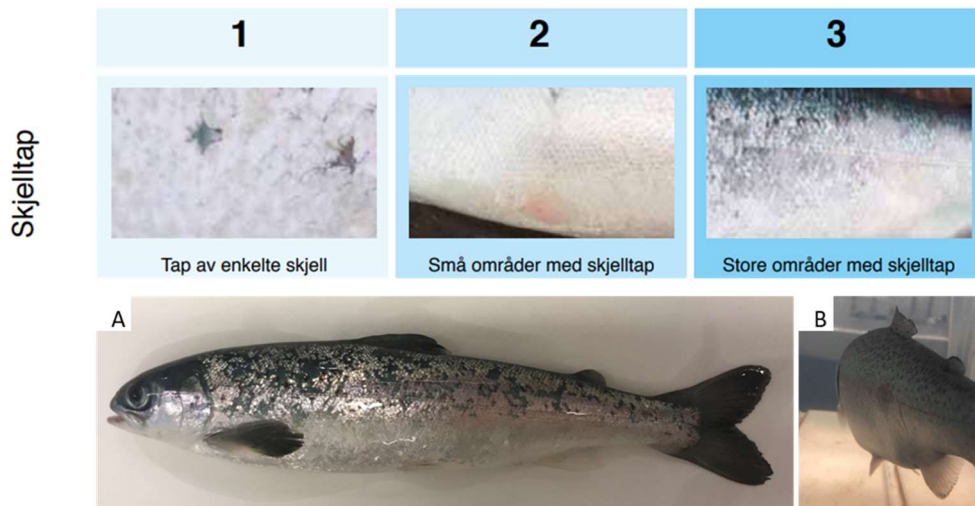 1
2
3
Skjelltap
Tap av enkelte skjell
Små områder med skjelltap
Store områder med skjelltap
A
B